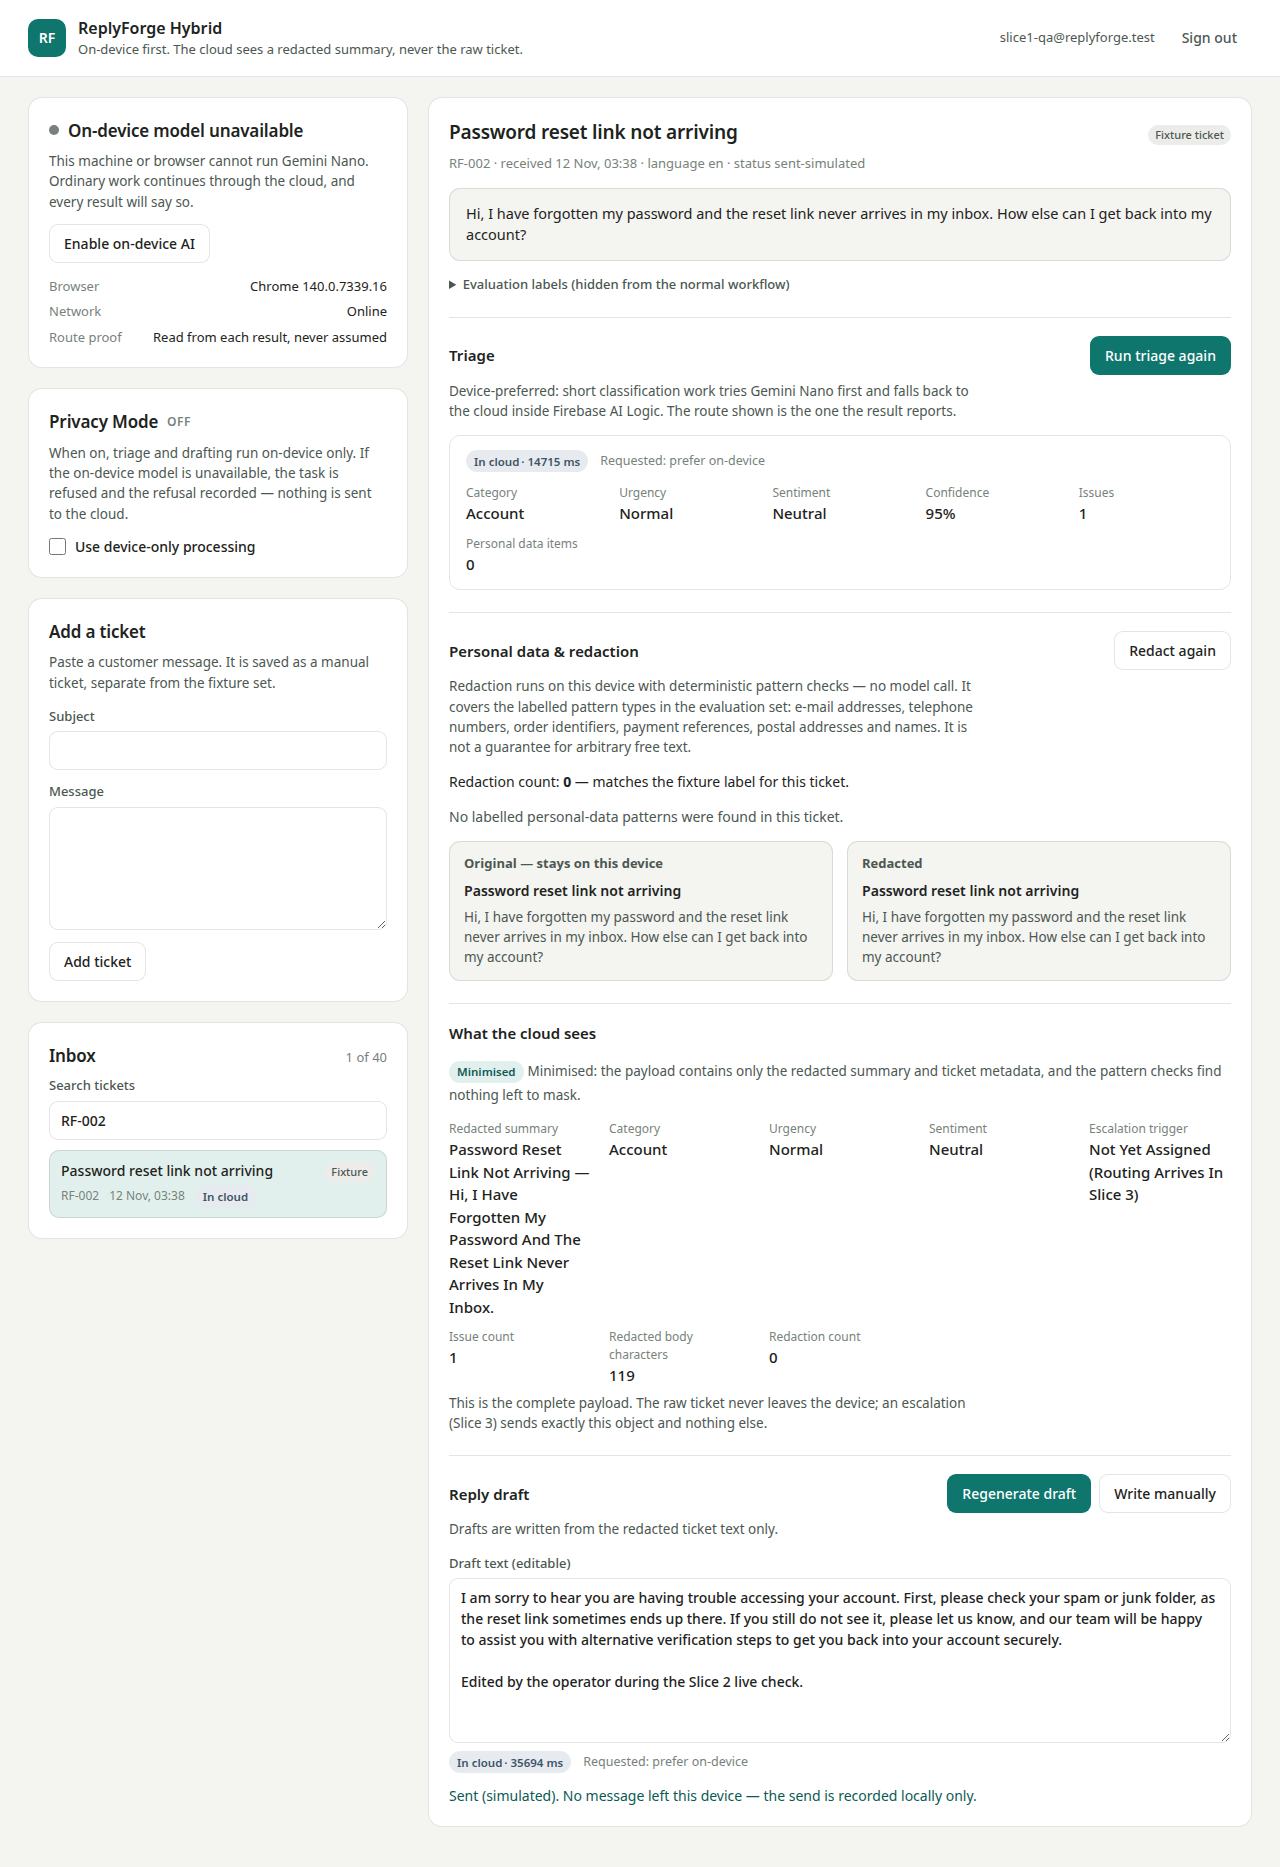 RF
ReplyForge Hybrid
On-device first. The cloud sees a redacted summary, never the raw ticket.
slice1-qa@replyforge.test
Sign out
On-device model unavailable
This machine or browser cannot run Gemini Nano.
Ordinary work continues through the cloud, and
every result will say so.
Enable on-device AI
Browser Chrome 140.0.7339.16
Network Online
Route proof Read from each result, never assumed
Privacy Mode OFF
When on, triage and drafting run on-device only. If
the on-device model is unavailable, the task is
refused and the refusal recorded — nothing is sent
to the cloud.
Use device-only processing
Add a ticket
Paste a customer message. It is saved as a manual
ticket, separate from the fixture set.
Subject
Message
Add ticket
Inbox 1 of 40
Search tickets
RF-002
Password reset link not arriving Fixture
RF-002 12 Nov, 03:38 In cloud
Password reset link not arriving
Fixture ticket
RF-002 · received 12 Nov, 03:38 · language en · status sent-simulated
Hi, I have forgotten my password and the reset link never arrives in my inbox. How else can I get back into my
account?
▶ Evaluation labels (hidden from the normal workflow)
Triage
Run triage again
Device-preferred: short classification work tries Gemini Nano first and falls back to
the cloud inside Firebase AI Logic. The route shown is the one the result reports.
In cloud · 14715 ms Requested: prefer on-device
Category Urgency Sentiment Confidence Issues
Account Normal Neutral 95% 1
Personal data items
0
Personal data & redaction
Redact again
Redaction runs on this device with deterministic pattern checks — no model call. It
covers the labelled pattern types in the evaluation set: e-mail addresses, telephone
numbers, order identifiers, payment references, postal addresses and names. It is
not a guarantee for arbitrary free text.
Redaction count: 0 — matches the fixture label for this ticket.
No labelled personal-data patterns were found in this ticket.
Original — stays on this device
Password reset link not arriving
Hi, I have forgotten my password and the reset link
never arrives in my inbox. How else can I get back into
my account?
Redacted
Password reset link not arriving
Hi, I have forgotten my password and the reset link
never arrives in my inbox. How else can I get back into
my account?
What the cloud sees
Minimised Minimised: the payload contains only the redacted summary and ticket metadata, and the pattern checks find
nothing left to mask.
Redacted summary
Password Reset
Link Not Arriving —
Hi, I Have
Forgotten My
Password And The
Reset Link Never
Arrives In My
Inbox.
Category
Account
Urgency
Normal
Sentiment
Neutral
Escalation trigger
Not Yet Assigned
(Routing Arrives In
Slice 3)
Issue count
1
Redacted body
characters
119
Redaction count
0
This is the complete payload. The raw ticket never leaves the device; an escalation
(Slice 3) sends exactly this object and nothing else.
Reply draft
Regenerate draft
Write manually
Drafts are written from the redacted ticket text only.
Draft text (editable)
I am sorry to hear you are having trouble accessing your account. First, please check your spam or junk folder, as
the reset link sometimes ends up there. If you still do not see it, please let us know, and our team will be happy
to assist you with alternative verification steps to get you back into your account securely.
Edited by the operator during the Slice 2 live check.
In cloud · 35694 ms Requested: prefer on-device
Sent (simulated). No message left this device — the send is recorded locally only.